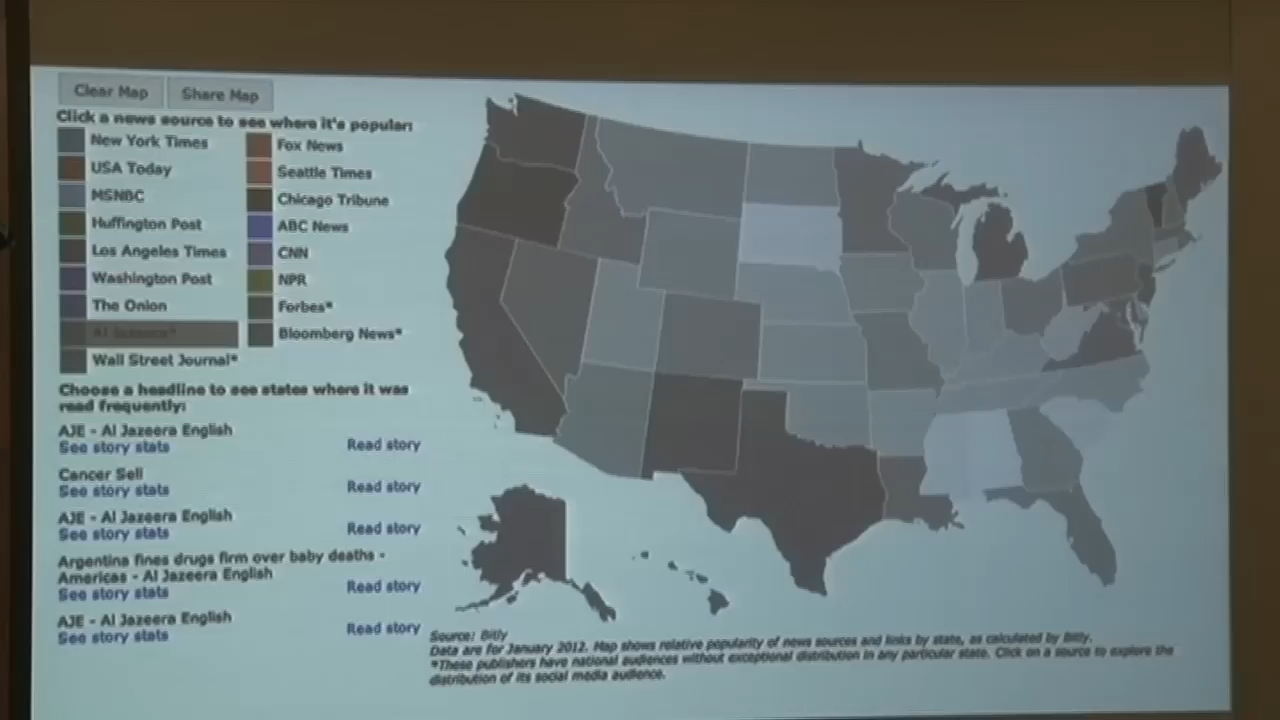 Clear Map
Share Map
Click a news source to see where it's popular:
New York Times
Fox News
USA Today
Seattle Times
MSNBC
Chicago Tribune
Huffington Post
ABC News
Los Angeles Times
CNN
Washington Post
NPR
The Onion
Forbes*
Al Jazeera*
Bloomberg News*
Wall Street Journal*
Choose a headline to see states where it was
read frequently:
AJE - Al Jazeera English
See story stats
Read story
Cancer Sell
See story stats
Read story
AJE - Al Jazeera English
See story stats
Read story
Argentina fines drugs firm over baby deaths -
Americas - Al Jazeera English
See story stats
Read story
AJE - Al Jazeera English
See story stats
Read story
Source: Bitly
Data are for January 2012. Map shows relative popularity of news sources and links by state, as calculated by Bitly.
*These publishers have national audiences without exceptional distribution in any particular state. Click on a source to explore the
distribution of its social media audience.